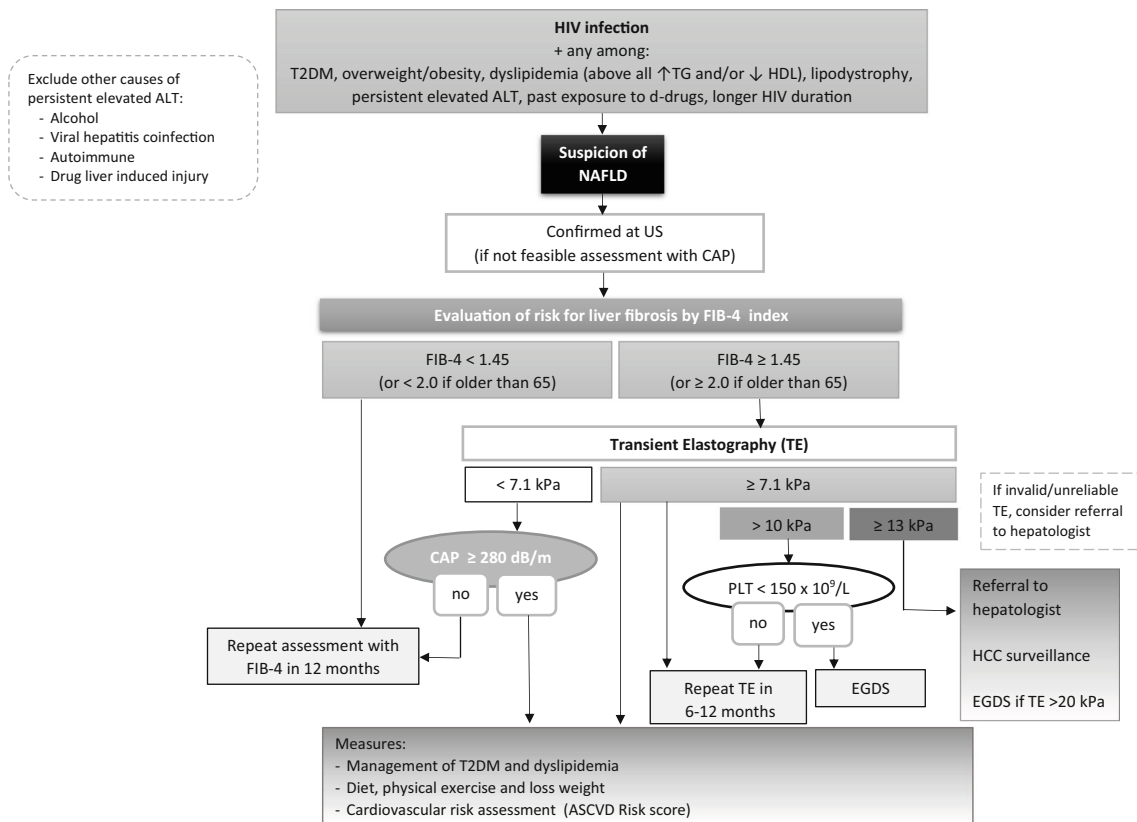 HIV infection
+ any among:
T2DM, overweight/obesity, dyslipidemia (above all ↑TG and/or ↓ HDL), lipodystrophy,
persistent elevated ALT, past exposure to d-drugs, longer HIV duration
Exclude other causes of
persistent elevated ALT:
- Alcohol
- Viral hepatitis coinfection
- Autoimmune
- Drug liver induced injury
Suspicion of
NAFLD
Confirmed at US
(if not feasible assessment with CAP)
Evaluation of risk for liver fibrosis by FIB-4 index
FIB-4 < 1.45
(or < 2.0 if older than 65)
FIB-4 ≥ 1.45
(or ≥ 2.0 if older than 65)
Transient Elastography (TE)
< 7.1 kPa
≥ 7.1 kPa
If invalid/unreliable
TE, consider referral
to hepatologist
> 10 kPa
≥ 13 kPa
CAP ≥ 280 dB/m
no
yes
PLT < 150 x 10⁹/L
no
yes
Referral to
hepatologist
HCC surveillance
EGDS if TE >20 kPa
Repeat assessment with
FIB-4 in 12 months
Repeat TE in
6-12 months
EGDS
Measures:
- Management of T2DM and dyslipidemia
- Diet, physical exercise and loss weight
- Cardiovascular risk assessment (ASCVD Risk score)